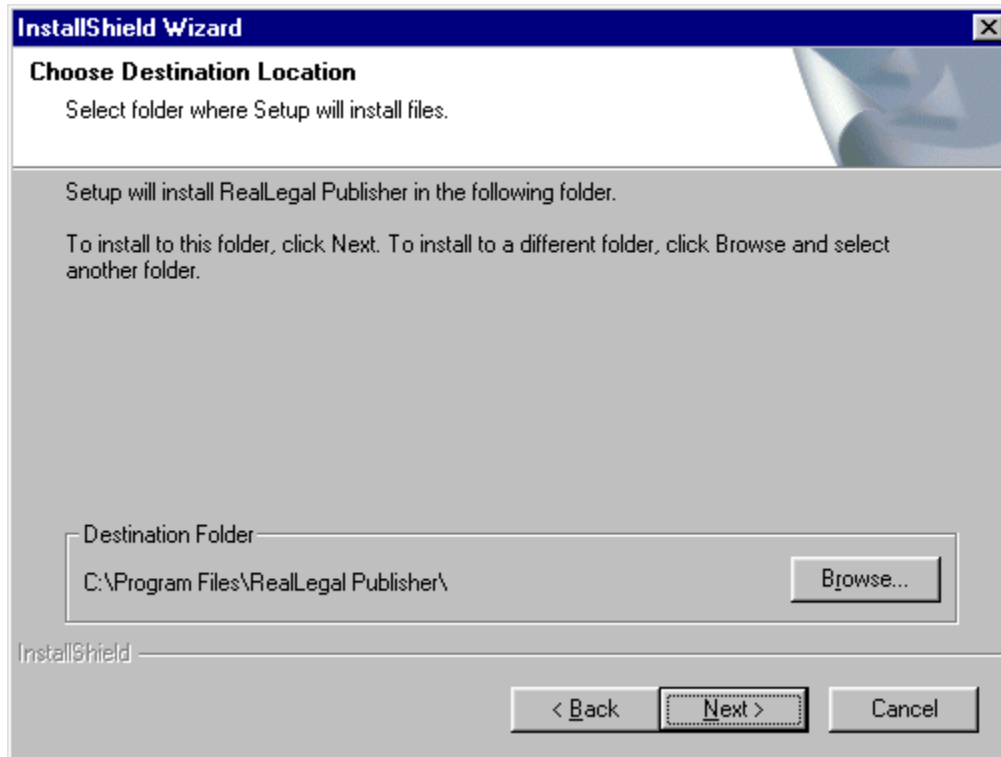 InstallShield Wizard
Choose Destination Location
Select folder where Setup will install files.
Setup will install RealLegal Publisher in the following folder.
To install to this folder, click Next. To install to a different folder, click Browse and select
another folder.
Destination Folder
C:\Program Files\RealLegal Publisher\
Browse...
InstallShield
< Back
Next >
Cancel